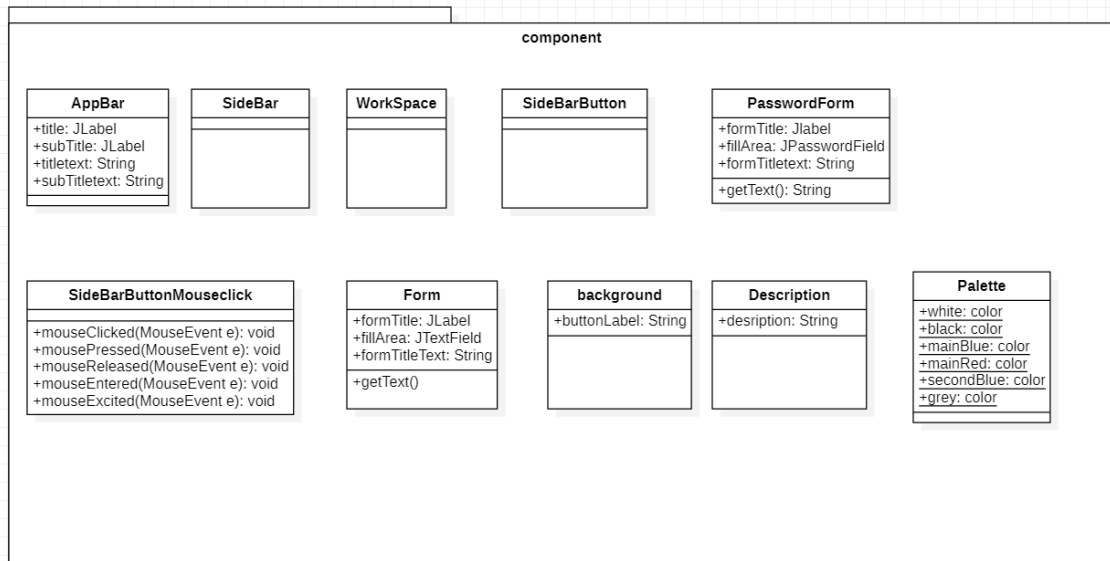 component
AppBar
+title: JLabel
+subTitle: JLabel
+titletext: String
+subTitletext: String
SideBar
WorkSpace
SideBarButton
PasswordForm
+formTitle: Jlabel
+fillArea: JPasswordField
+formTitletext: String
+getText(): String
SideBarButtonMouseclick
+mouseClicked(MouseEvent e): void
+mousePressed(MouseEvent e): void
+mouseReleased(MouseEvent e): void
+mouseEntered(MouseEvent e): void
+mouseExcited(MouseEvent e): void
Form
+formTitle: JLabel
+fillArea: JTextField
+formTitleText: String
+getText()
background
+buttonLabel: String
Description
+desription: String
Palette
+white: color
+black: color
+mainBlue: color
+mainRed: color
+secondBlue: color
+grey: color